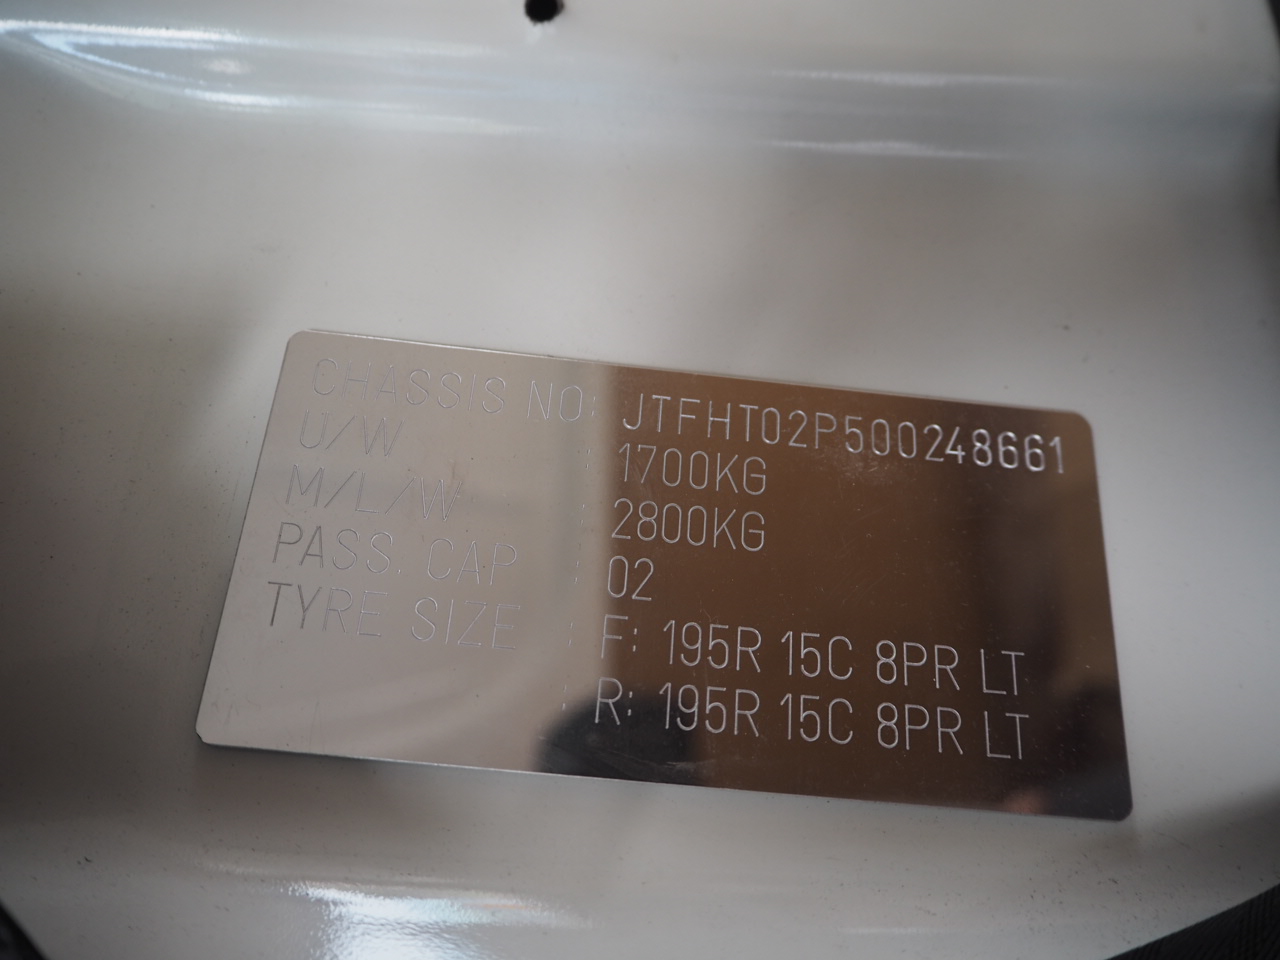 CHASSIS NO: JTFHT02P500248661
U/W : 1700KG
M/L/W : 2800KG
PASS. CAP : 02
TYRE SIZE : F: 195R 15C 8PR LT
: R: 195R 15C 8PR LT